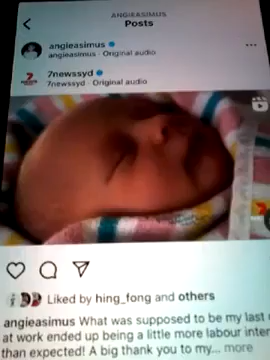 ANGIEASIMUS
Posts
angieasimus
angieasimus · Original audio
7newssyd
7newssyd · Original audio
Liked by hing_fong and others
angieasimus What was supposed to be my last
at work ended up being a little more labour inter
than expected! A big thank you to my... more